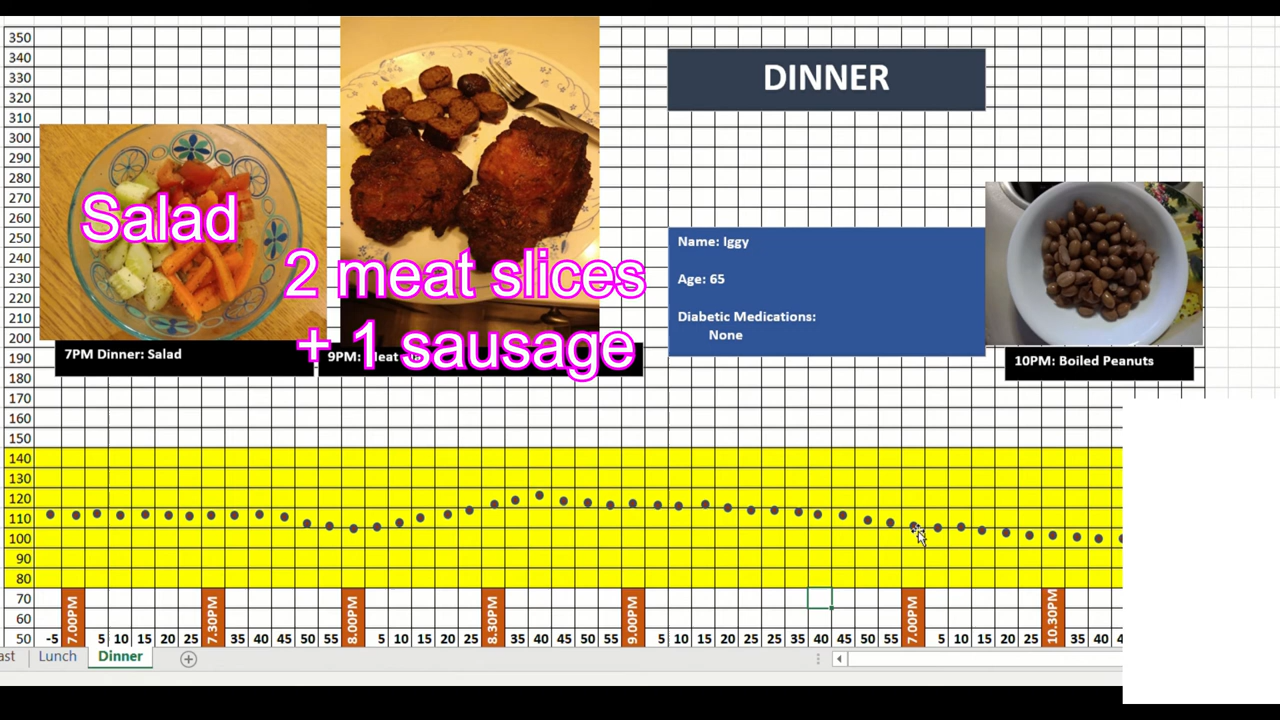 350
340
330
320
310
300
290
280
270
260
250
240
230
220
210
200
190
180
170
160
150
140
130
120
110
100
90
80
70
60
50
DINNER
Salad
2 meat slices
+ 1 sausage
Name: Iggy
Age: 65
Diabetic Medications:
None
7PM Dinner: Salad
9PM: Meat
10PM: Boiled Peanuts
-5 7.00PM 5 10 15 20 25 7.30PM 35 40 45 50 55 8.00PM 5 10 15 20 25 8.30PM 35 40 45 50 55 9.00PM 5 10 15 20 25 35 40 45 50 55 7.00PM 5 10 15 20 25 10.30PM 35 40
Lunch Dinner